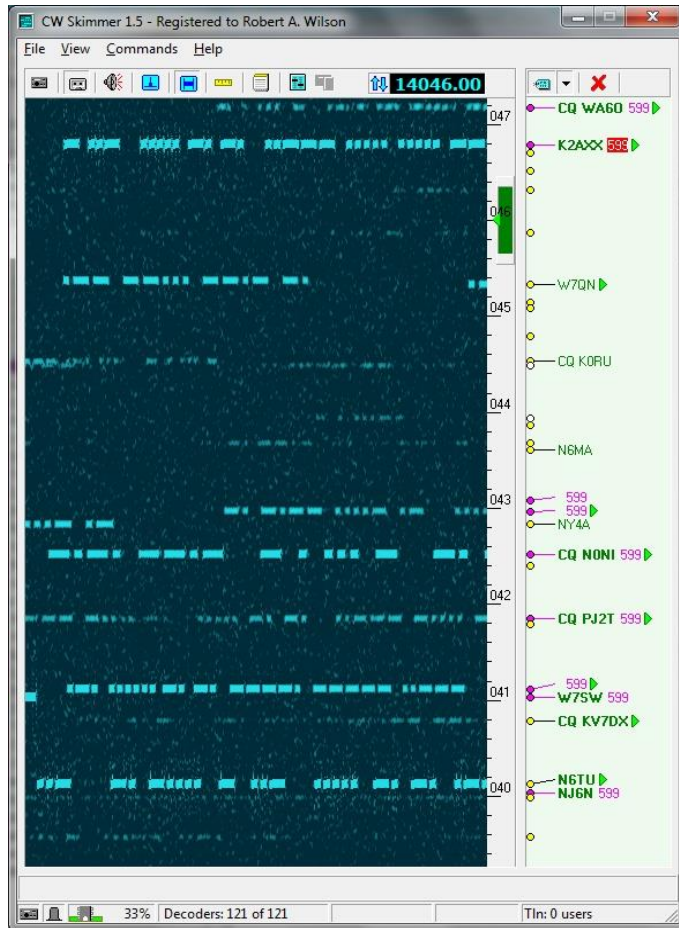 CW Skimmer 1.5 - Registered to Robert A. Wilson
File View Commands Help
14046.00
047
CQ WA6O 599
K2AXX 599
046
W7QN
045
CQ K0RU
044
N6MA
043
599
599
NY4A
CQ N0NI 599
042
CQ PJ2T 599
599
041
W7SW 599
CQ KV7DX
N6TU
040
NJ6N 599
33% Decoders: 121 of 121 Tln: 0 users